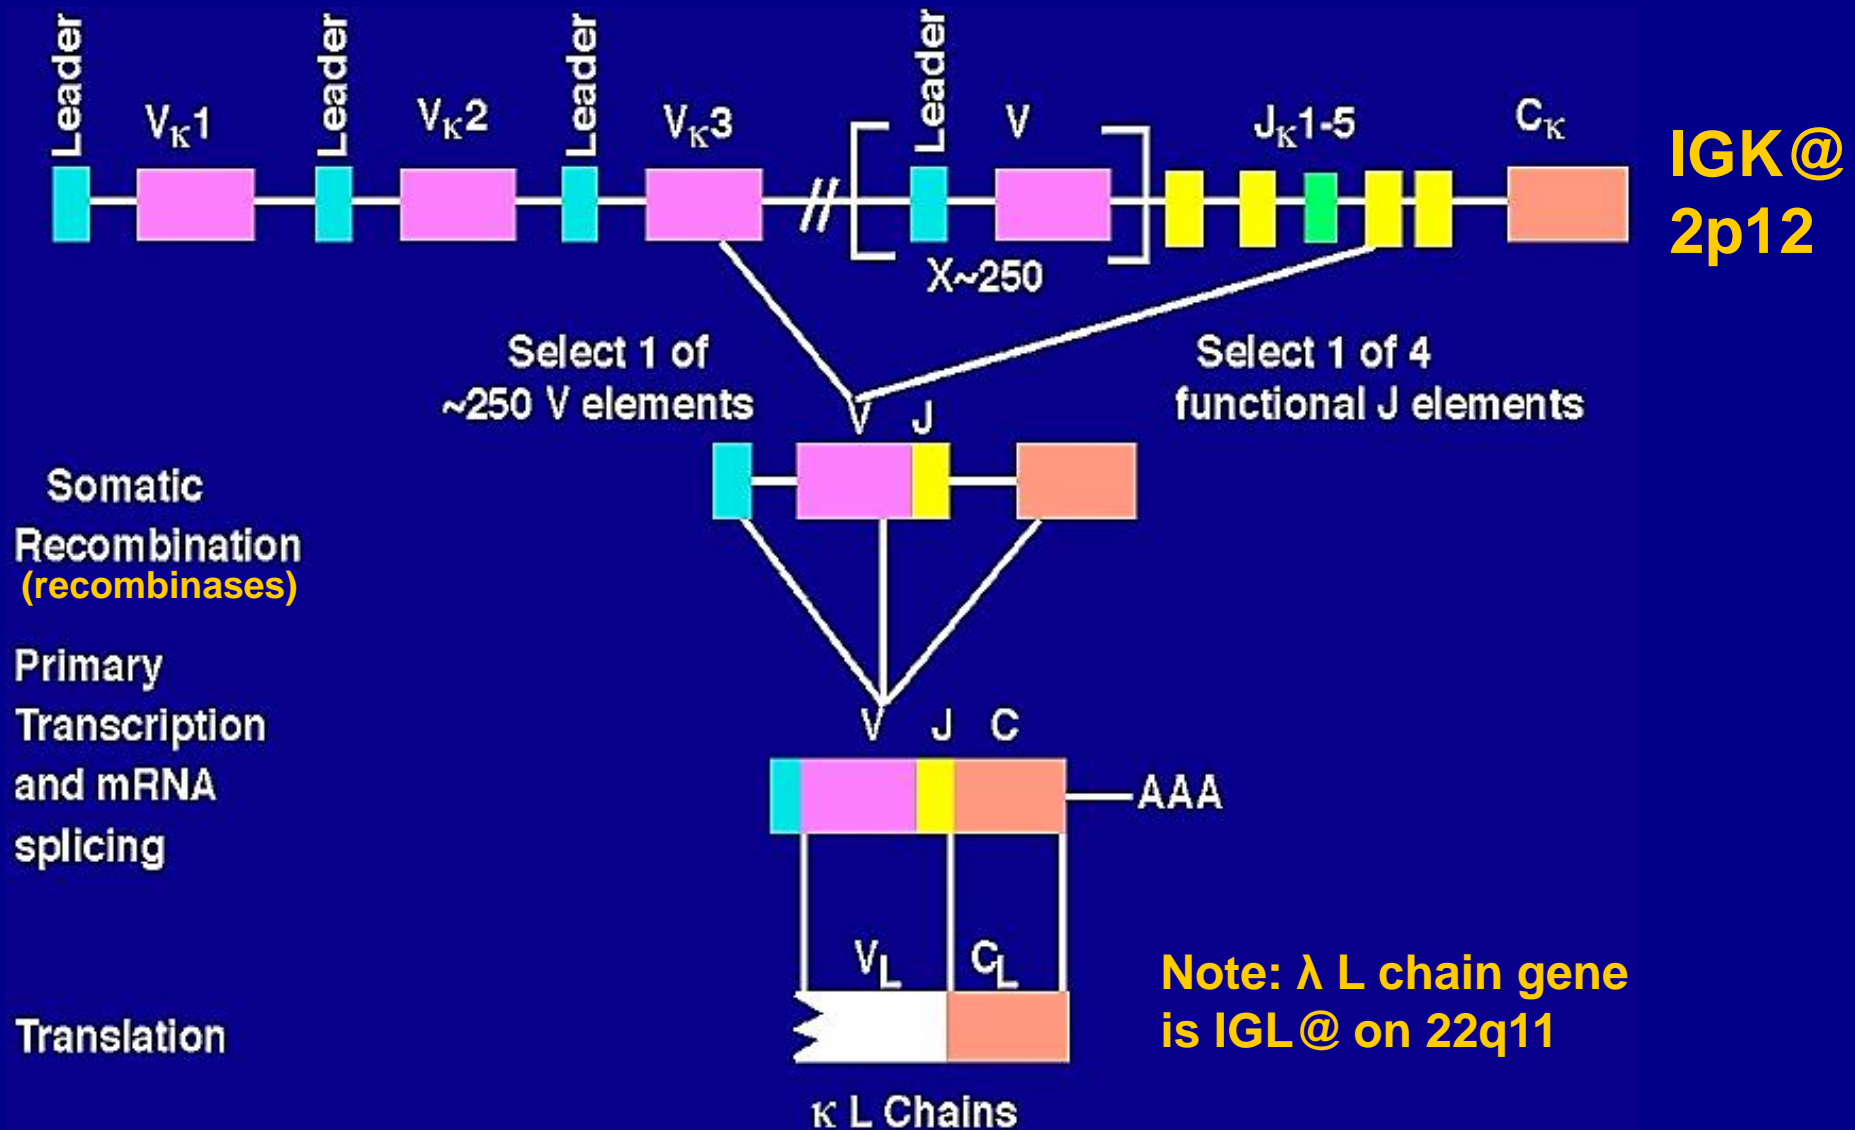 Leader
Vκ1
Leader
Vκ2
Leader
Vκ3
Leader
V
Jκ1-5
Cκ
//
X~250
IGK@
2p12
Select 1 of
~250 V elements
Select 1 of 4
functional J elements
V J
Somatic
Recombination
(recombinases)
Primary
Transcription
and mRNA
splicing
V J C
AAA
VL CL
Translation
κ L Chains
Note: λ L chain gene
is IGL@ on 22q11